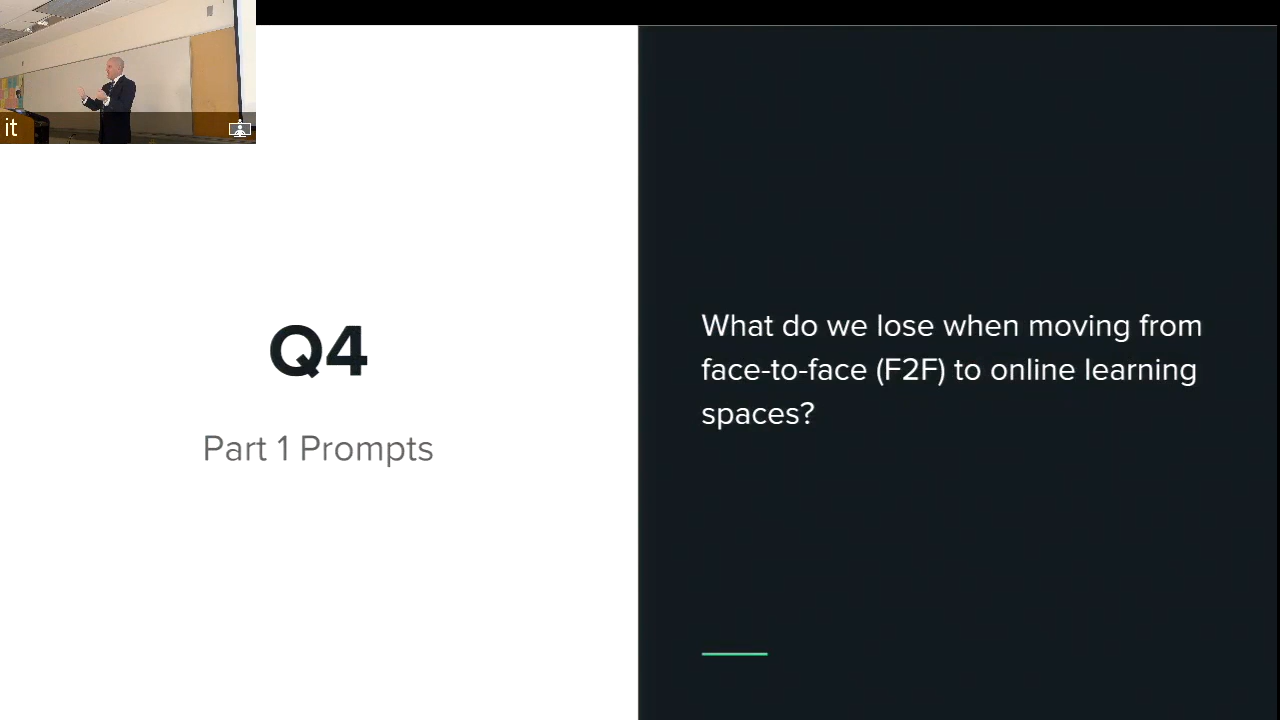 it
Q4
Part 1 Prompts
What do we lose when moving from
face-to-face (F2F) to online learning
spaces?